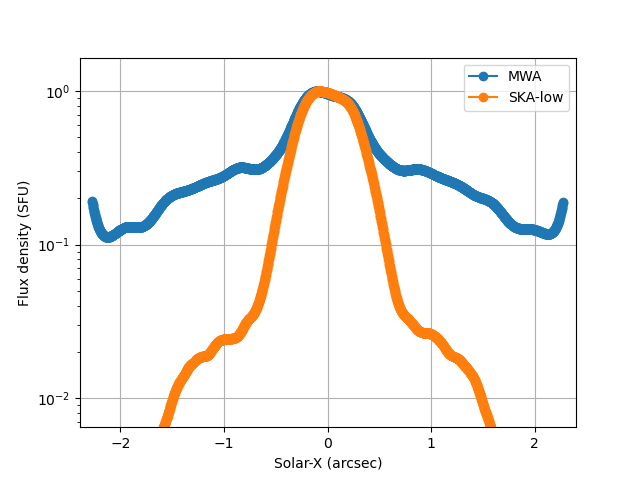 MWA
SKA-low
10⁰
10⁻¹
10⁻²
Flux density (SFU)
−2 −1 0 1 2
Solar-X (arcsec)